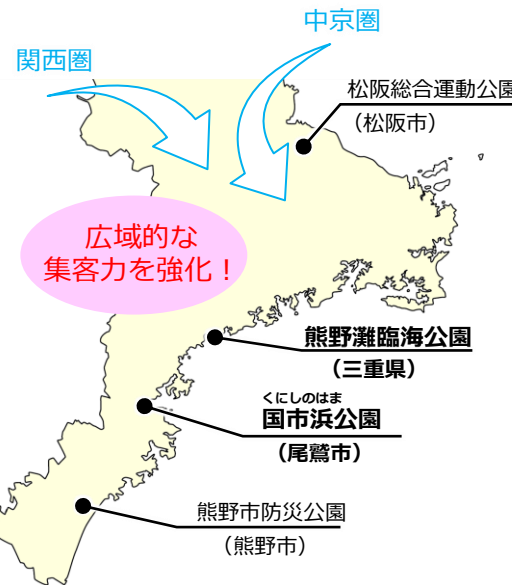 中京圏
関西圏
松阪総合運動公園
（松阪市）
広域的な
集客力を強化！
熊野灘臨海公園
（三重県）
くにしのはま
国市浜公園
（尾鷲市）
熊野市防災公園
（熊野市）